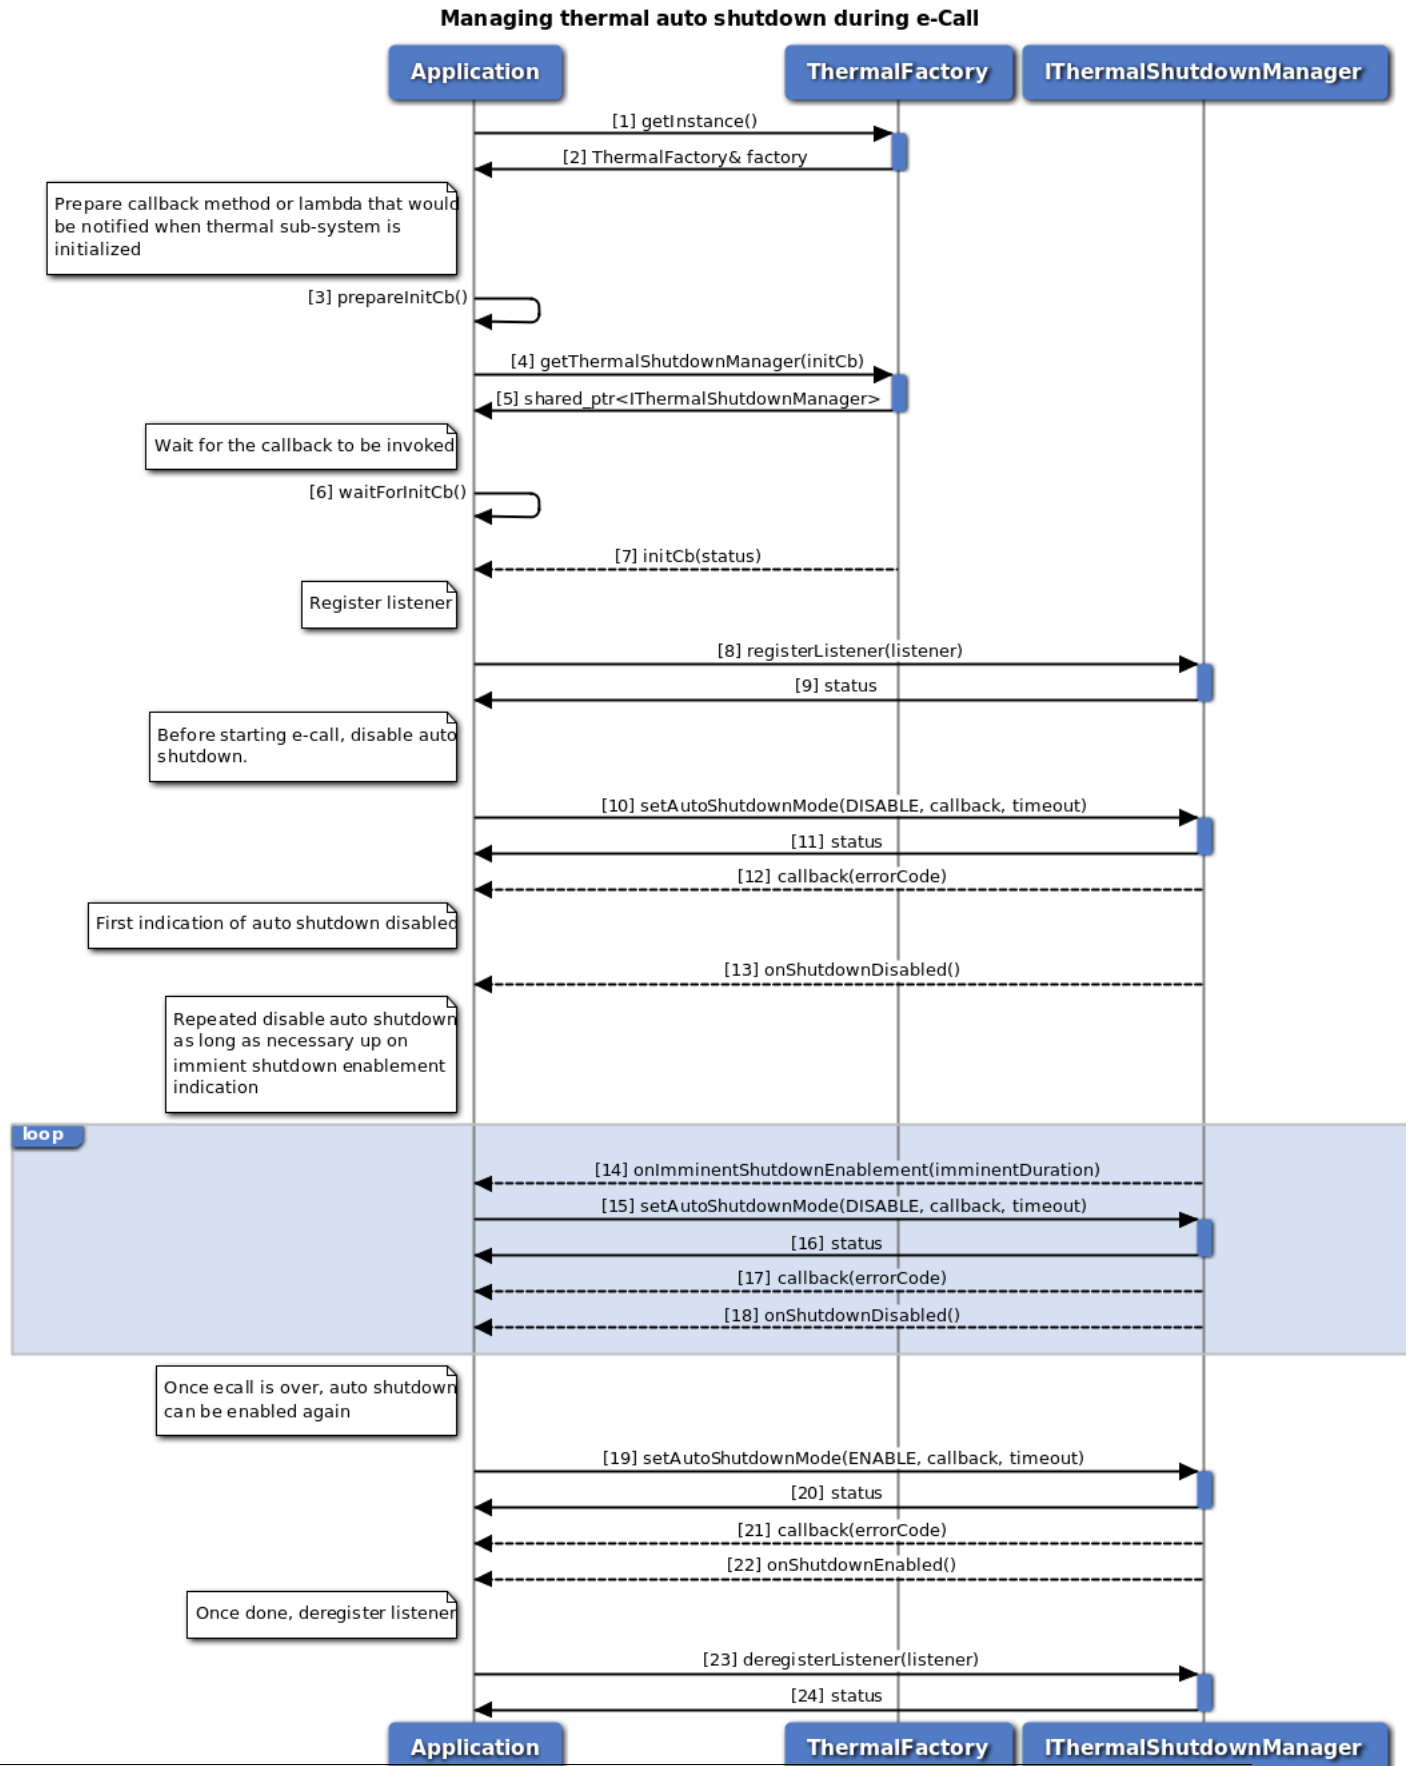 Managing thermal auto shutdown during e-Call
Application
ThermalFactory
IThermalShutdownManager
[1] getInstance()
[2] ThermalFactory& factory
Prepare callback method or lambda that would
be notified when thermal sub-system is
initialized
[3] prepareInitCb()
[4] getThermalShutdownManager(initCb)
[5] shared_ptr<IThermalShutdownManager>
Wait for the callback to be invoked
[6] waitForInitCb()
[7] initCb(status)
Register listener
[8] registerListener(listener)
[9] status
Before starting e-call, disable auto
shutdown.
[10] setAutoShutdownMode(DISABLE, callback, timeout)
[11] status
[12] callback(errorCode)
First indication of auto shutdown disabled
[13] onShutdownDisabled()
Repeated disable auto shutdown
as long as necessary up on
immient shutdown enablement
indication
loop
[14] onImminentShutdownEnablement(imminentDuration)
[15] setAutoShutdownMode(DISABLE, callback, timeout)
[16] status
[17] callback(errorCode)
[18] onShutdownDisabled()
Once ecall is over, auto shutdown
can be enabled again
[19] setAutoShutdownMode(ENABLE, callback, timeout)
[20] status
[21] callback(errorCode)
[22] onShutdownEnabled()
Once done, deregister listener
[23] deregisterListener(listener)
[24] status
Application
ThermalFactory
IThermalShutdownManager